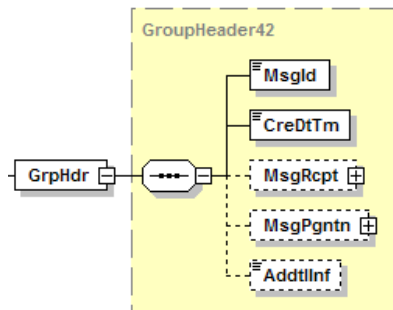 GroupHeader42
MsgId
CreDtTm
GrpHdr
MsgRcpt
MsgPgntn
AddtlInf